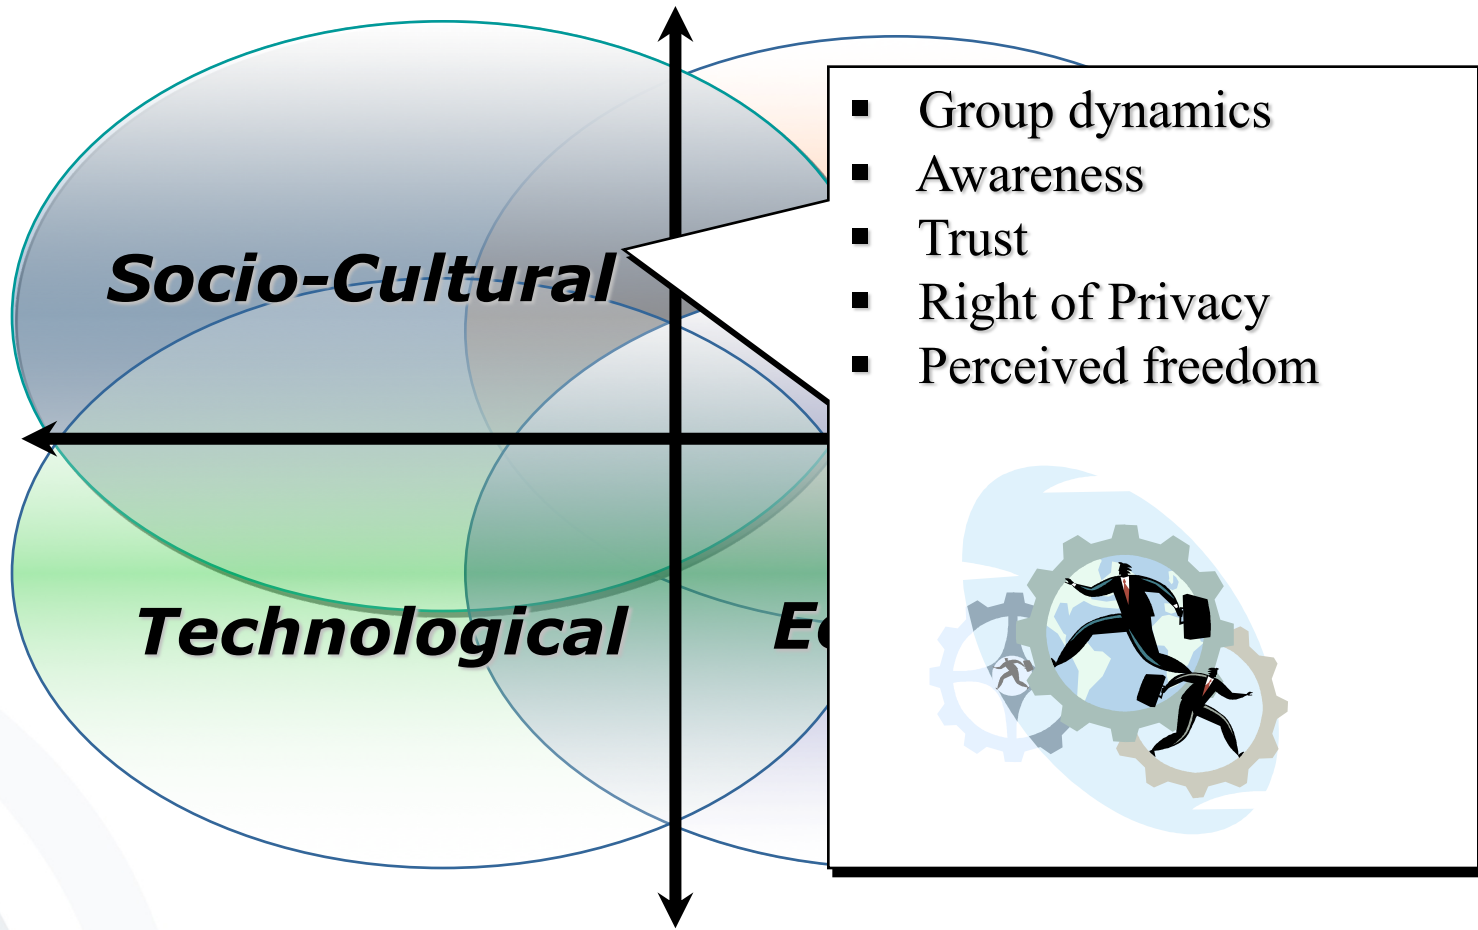 Socio-Cultural
Group dynamics
Awareness
Trust
Right of Privacy
Perceived freedom
Technological